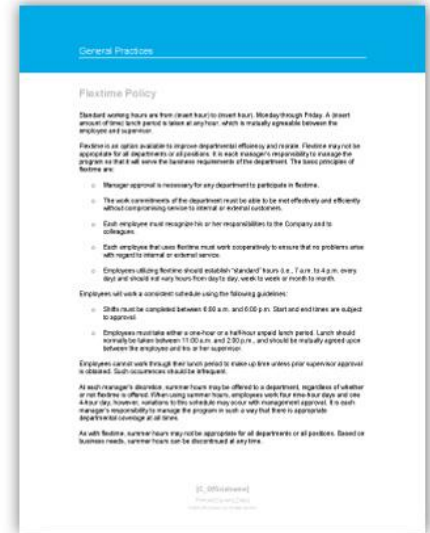 General Practices
Flextime Policy
Standard working hours are from (insert hour) to (insert hour), Monday through Friday. A (insert
amount of time) lunch period is taken at any hour, which is mutually agreeable between the
employee and supervisor.
Flextime is an option available to improve departmental efficiency and morale. Flextime may not be
appropriate for all departments or all positions. It is each manager's responsibility to manage the
program so that it will serve the business requirements of the department. The basic principles of
flextime are:
o Manager approval is necessary for any department to participate in flextime.
o The work commitments of the department must be able to be met effectively and efficiently
without compromising service to internal or external customers.
o Each employee must recognize his or her responsibilities to the Company and to
colleagues.
o Each employee that uses flextime must work cooperatively to ensure that no problems arise
with regard to internal or external service.
o Employees utilizing flextime should establish "standard" hours (i.e., 7 a.m. to 4 p.m. every
day) and should not vary hours from day to day, week to week or month to month.
Employees will work a consistent schedule using the following guidelines:
o Shifts must be completed between 6:00 a.m. and 6:00 p.m. Start and end times are subject
to approval.
o Employees must take either a one-hour or a half-hour unpaid lunch period. Lunch should
normally be taken between 11:00 a.m. and 2:00 p.m., and should be mutually agreed upon
between the employee and his or her supervisor.
Employees cannot work through their lunch period to make up time unless prior supervisor approval
is obtained. Such occurrences should be infrequent.
At each manager's discretion, summer hours may be offered to a department, regardless of whether
or not flextime is offered. When using summer hours, employees work four nine-hour days and one
4-hour day, however, variations to this schedule may occur with management approval. It is each
manager's responsibility to manage the program in such a way that there is appropriate
departmental coverage at all times.
As with flextime, summer hours may not be appropriate for all departments or all positions. Based on
business needs, summer hours can be discontinued at any time.
[C_Officialname]